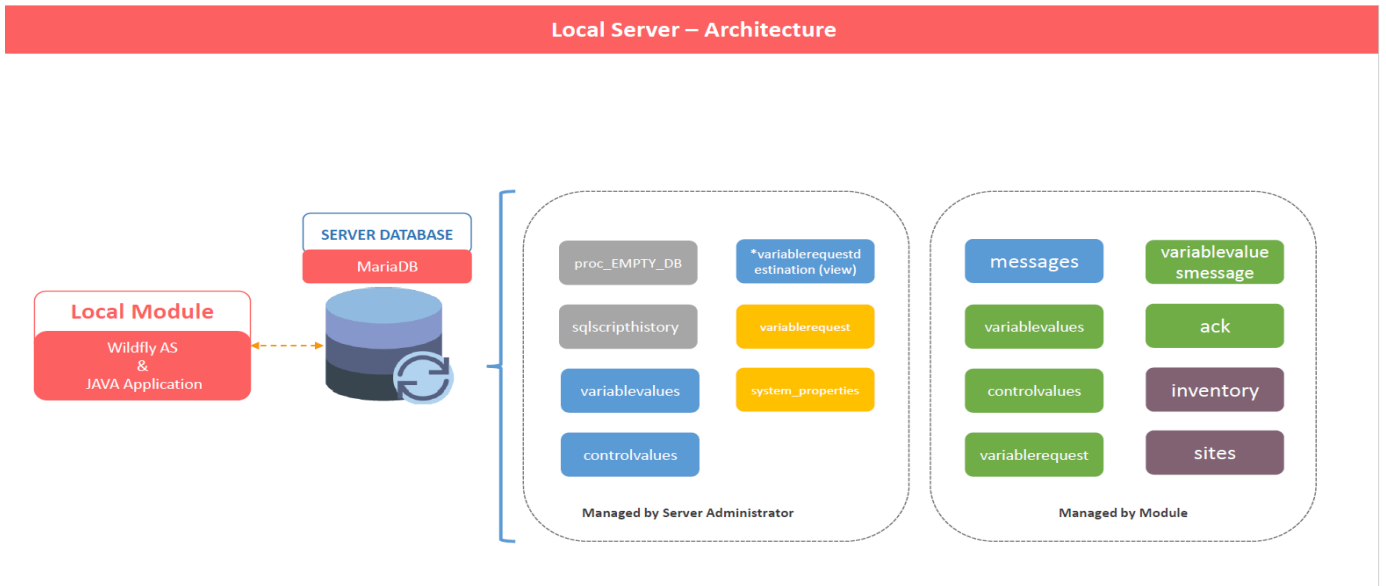 Local Server – Architecture
SERVER DATABASE
MariaDB
Local Module
Wildfly AS
&
JAVA Application
proc_EMPTY_DB
*variablerequestd
estination (view)
sqlscripthistory
variablerequest
variablevalues
system_properties
controlvalues
Managed by Server Administrator
messages
variablevalue
smessage
variablevalues
ack
controlvalues
inventory
variablerequest
sites
Managed by Module